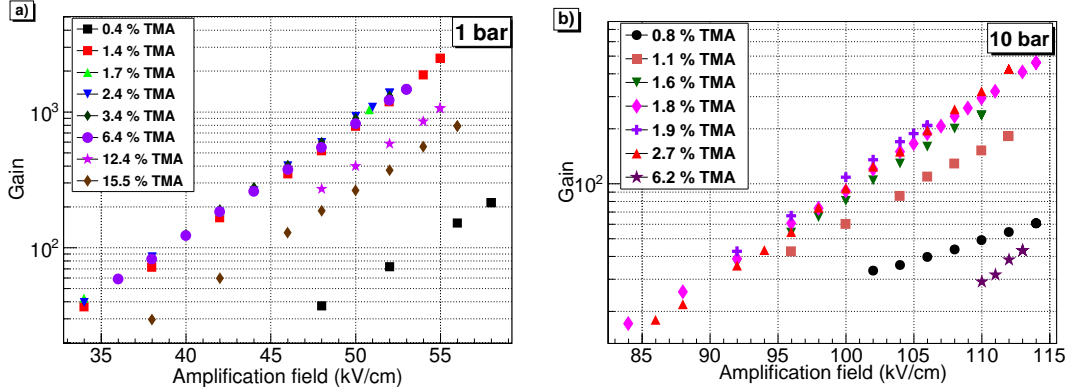 a)
1 bar
0.4 % TMA
1.4 % TMA
1.7 % TMA
2.4 % TMA
3.4 % TMA
6.4 % TMA
12.4 % TMA
15.5 % TMA
Gain
10³
10²
35 40 45 50 55
Amplification field (kV/cm)
b)
10 bar
0.8 % TMA
1.1 % TMA
1.6 % TMA
1.8 % TMA
1.9 % TMA
2.7 % TMA
6.2 % TMA
Gain
10²
85 90 95 100 105 110 115
Amplification field (kV/cm)